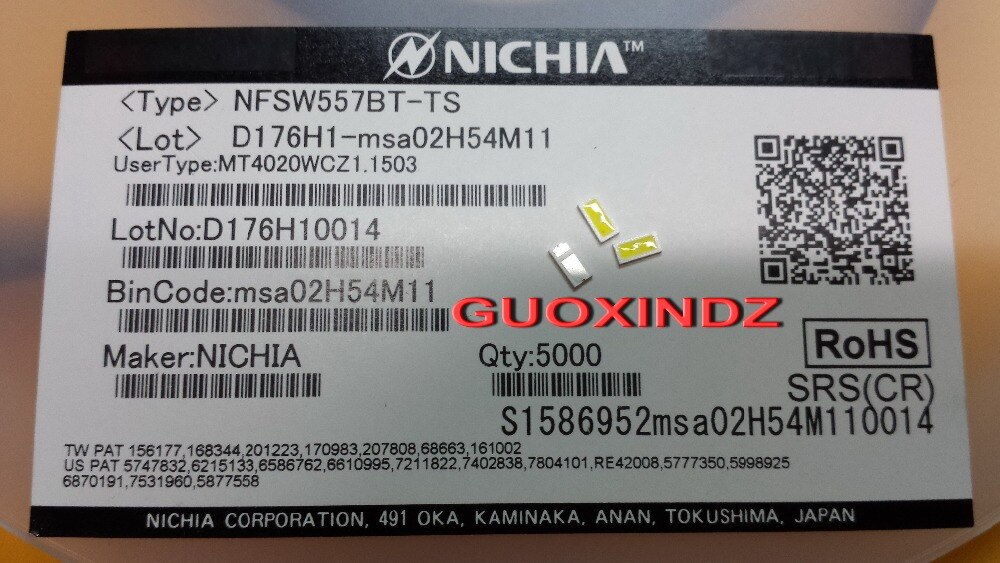 NICHIA™
<Type> NFSW557BT-TS
<Lot> D176H1-msa02H54M11
UserType:MT4020WCZ1.1503
LotNo:D176H10014
BinCode:msa02H54M11
GUOXINDZ
Maker:NICHIA Qty:5000
RoHS
SRS(CR)
S1586952msa02H54M110014
TW PAT 156177,168344,201223,170983,207808,68663,161002
US PAT 5747832,6215133,6586762,6610995,7211822,7402838,7804101,RE42008,5777350,5998925
6870191,7531960,5877558
NICHIA CORPORATION, 491 OKA, KAMINAKA, ANAN, TOKUSHIMA, JAPAN